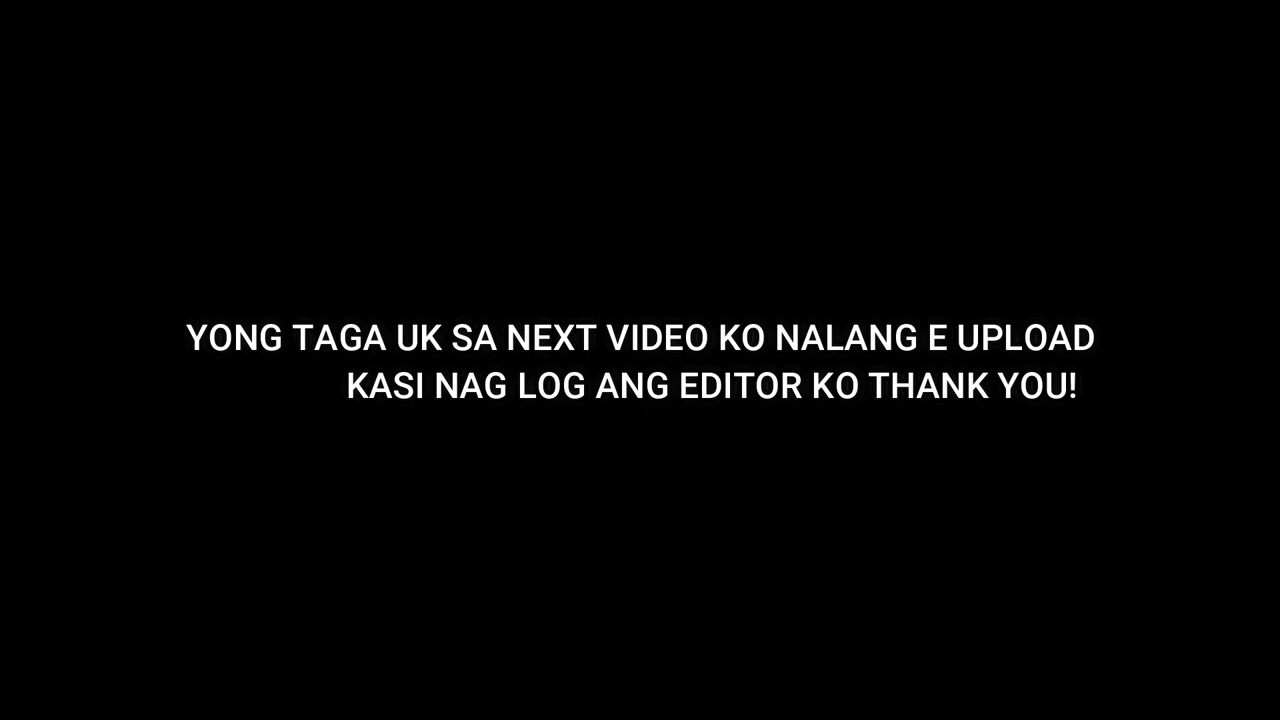 YONG TAGA UK SA NEXT VIDEO KO NALANG E UPLOAD
KASI NAG LOG ANG EDITOR KO THANK YOU!